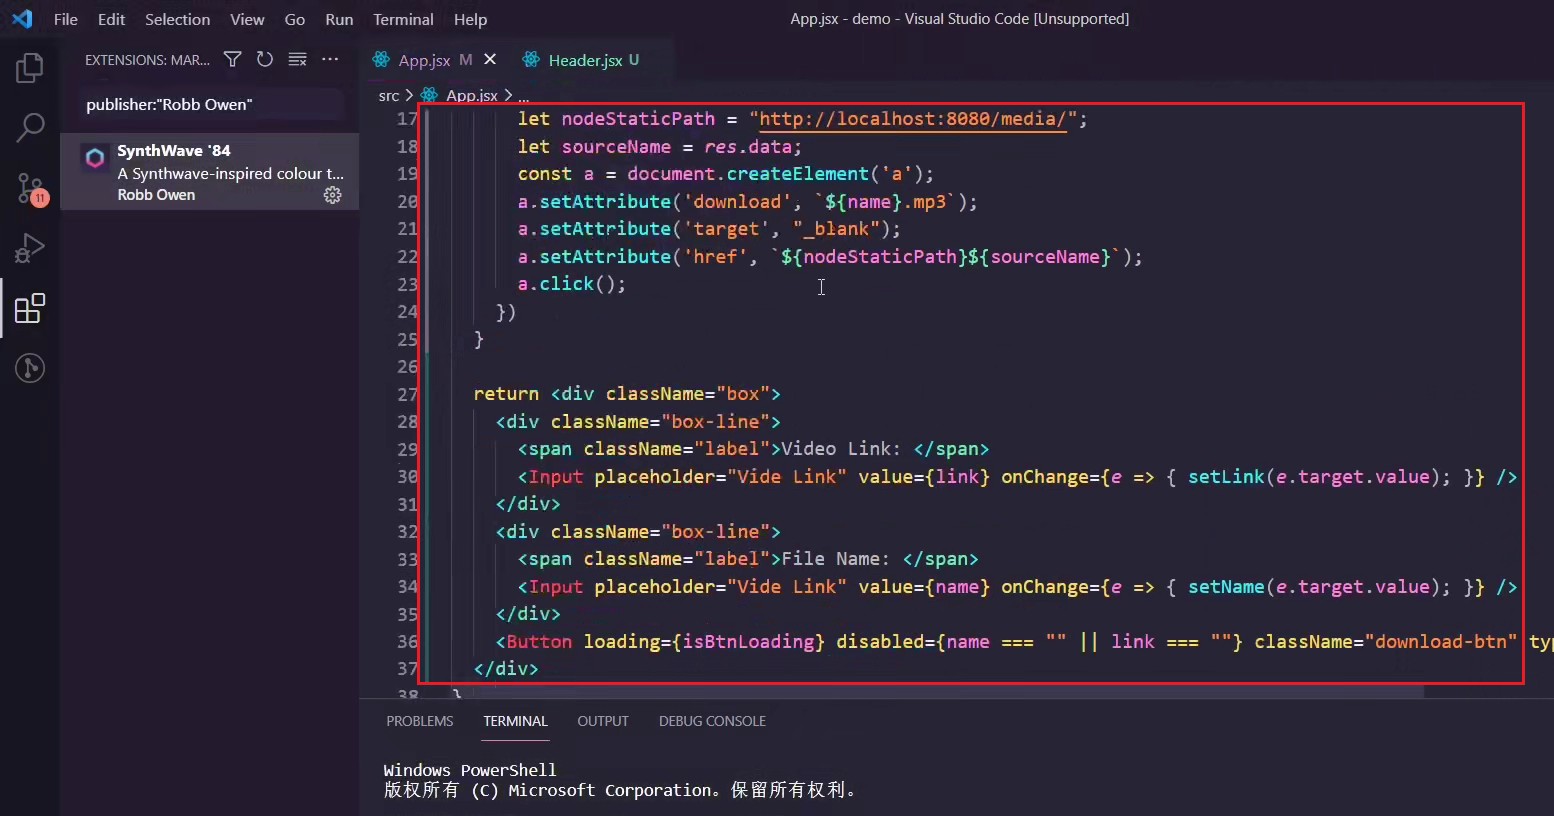 File Edit Selection View Go Run Terminal Help
App.jsx - demo - Visual Studio Code [Unsupported]
EXTENSIONS: MAR...
App.jsx M
Header.jsx U
publisher:"Robb Owen"
SynthWave '84
A Synthwave-inspired colour t...
Robb Owen
11
src > App.jsx > ...
17 let nodeStaticPath = "http://localhost:8080/media/";
18 let sourceName = res.data;
19 const a = document.createElement('a');
20 a.setAttribute('download', `${name}.mp3`);
21 a.setAttribute('target', "_blank");
22 a.setAttribute('href', `${nodeStaticPath}${sourceName}`);
23 a.click();
24 })
25 }
26
27 return <div className="box">
28 <div className="box-line">
29 <span className="label">Video Link: </span>
30 <Input placeholder="Vide Link" value={link} onChange={e => { setLink(e.target.value); }} />
31 </div>
32 <div className="box-line">
33 <span className="label">File Name: </span>
34 <Input placeholder="Vide Link" value={name} onChange={e => { setName(e.target.value); }} />
35 </div>
36 <Button loading={isBtnLoading} disabled={name === "" || link === ""} className="download-btn" typ
37 </div>
38 }
PROBLEMS TERMINAL OUTPUT DEBUG CONSOLE
Windows PowerShell
版权所有 (C) Microsoft Corporation。保留所有权利。